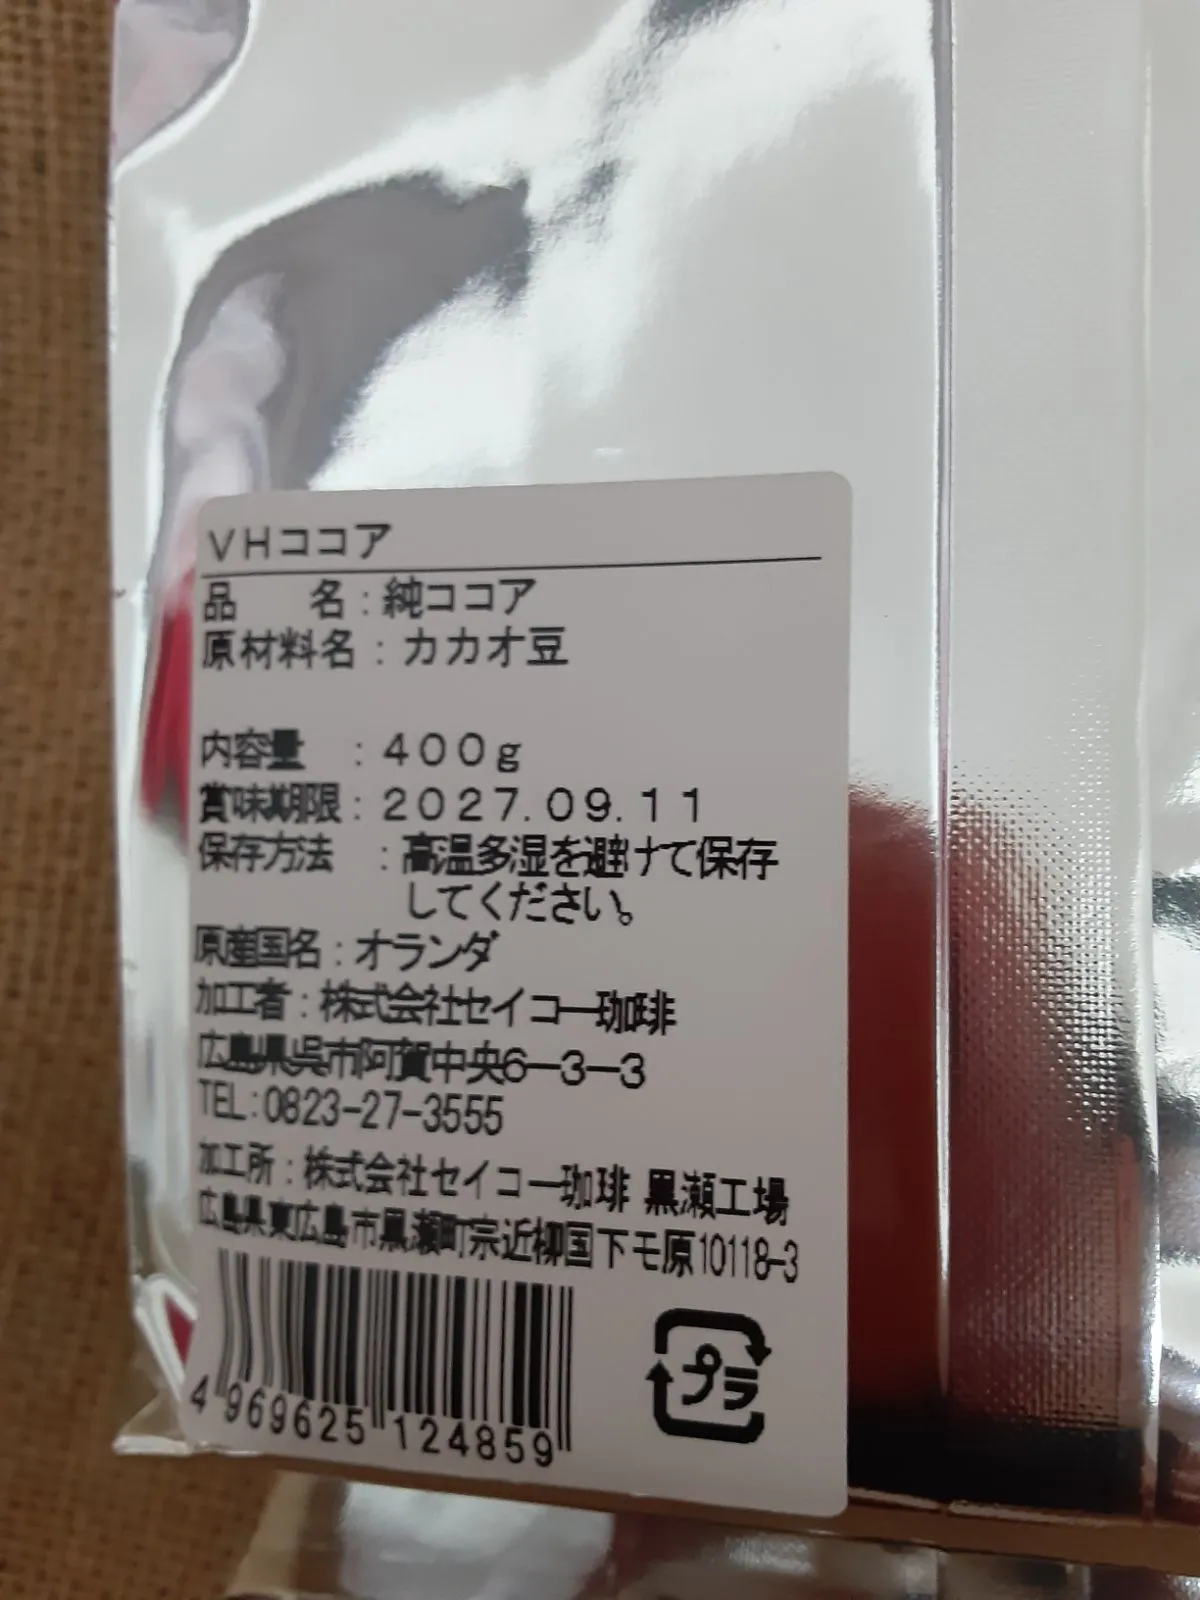 VHココア
品　　名：純ココア
原材料名：カカオ豆
内容量　：400g
賞味期限：2027.09.11
保存方法　：高温多湿を避けて保存
してください。
原産国名：オランダ
加工者：株式会社セイコー珈琲
広島県呉市阿賀中央6−3−3
TEL:0823-27-3555
加工所：株式会社セイコー珈琲 黒瀬工場
広島県東広島市黒瀬町宗近柳国下モ原10118-3
プラ
4 969625 124859